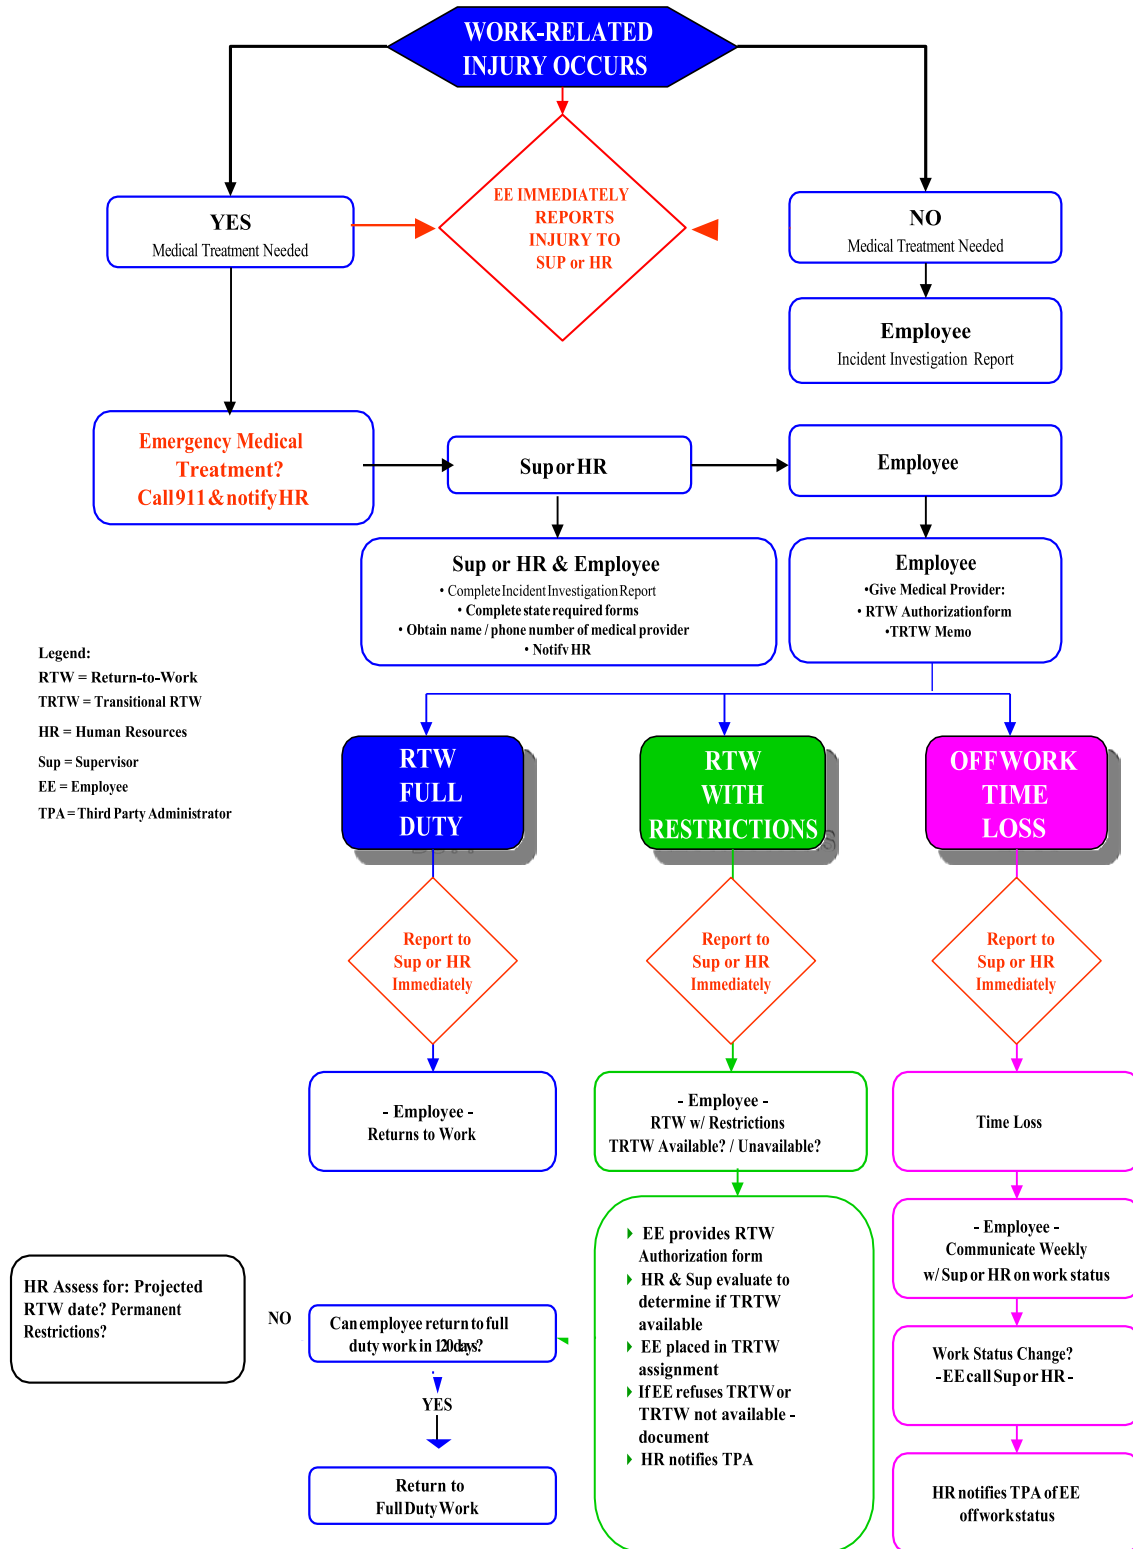 WORK-RELATED
INJURY OCCURS
EE IMMEDIATELY
REPORTS
INJURY TO
SUP or HR
YES
Medical Treatment Needed
NO
Medical Treatment Needed
Employee
Incident Investigation Report
Emergency Medical
Treatment?
Call 911 & notify HR
Sup or HR
Employee
Sup or HR & Employee
• Complete Incident Investigation Report
• Complete state required forms
• Obtain name / phone number of medical provider
• Notify HR
Employee
•Give Medical Provider:
• RTW Authorization form
•TRTW Memo
Legend:
RTW = Return-to-Work
TRTW = Transitional RTW
HR = Human Resources
Sup = Supervisor
EE = Employee
TPA = Third Party Administrator
RTW
FULL
DUTY
RTW
WITH
RESTRICTIONS
OFF WORK
TIME
LOSS
Report to
Sup or HR
Immediately
Report to
Sup or HR
Immediately
Report to
Sup or HR
Immediately
- Employee -
Returns to Work
- Employee -
RTW w/ Restrictions
TRTW Available? / Unavailable?
Time Loss
EE provides RTW
Authorization form
HR & Sup evaluate to
determine if TRTW
available
EE placed in TRTW
assignment
If EE refuses TRTW or
TRTW not available -
document
HR notifies TPA
- Employee -
Communicate Weekly
w/ Sup or HR on work status
Work Status Change?
- EE call Sup or HR -
HR notifies TPA of EE
off work status
HR Assess for: Projected
RTW date? Permanent
Restrictions?
NO
Can employee return to full
duty work in 120 days?
YES
Return to
Full Duty Work